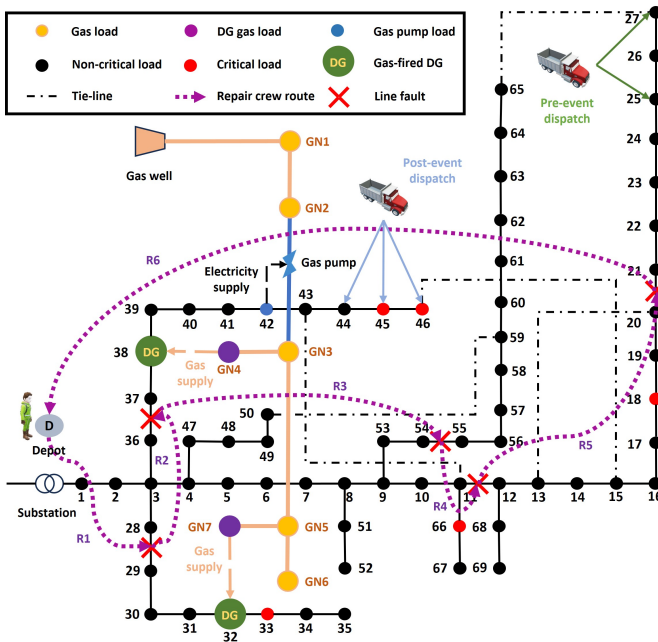 Gas load
DG gas load
Gas pump load
Non-critical load
Critical load
DG
Gas-fired DG
Tie-line
Repair crew route
Line fault
27
26
Pre-event
dispatch
25
65
24
64
Gas well
GN1
23
63
GN2
Post-event
dispatch
22
62
R6
Electricity
supply
Gas pump
21
61
39
40
41
42
43
44
45
46
60
20
38
DG
GN4
GN3
59
19
Gas
supply
R3
58
37
18
D
Depot
50
57
R5
36
47
48
49
53
54
55
56
17
R2
Substation
1
2
3
4
5
6
7
8
9
10
11
12
13
14
15
16
R4
R1
28
GN7
GN5
51
66
68
29
Gas
supply
GN6
52
67
69
30
31
DG
32
33
34
35